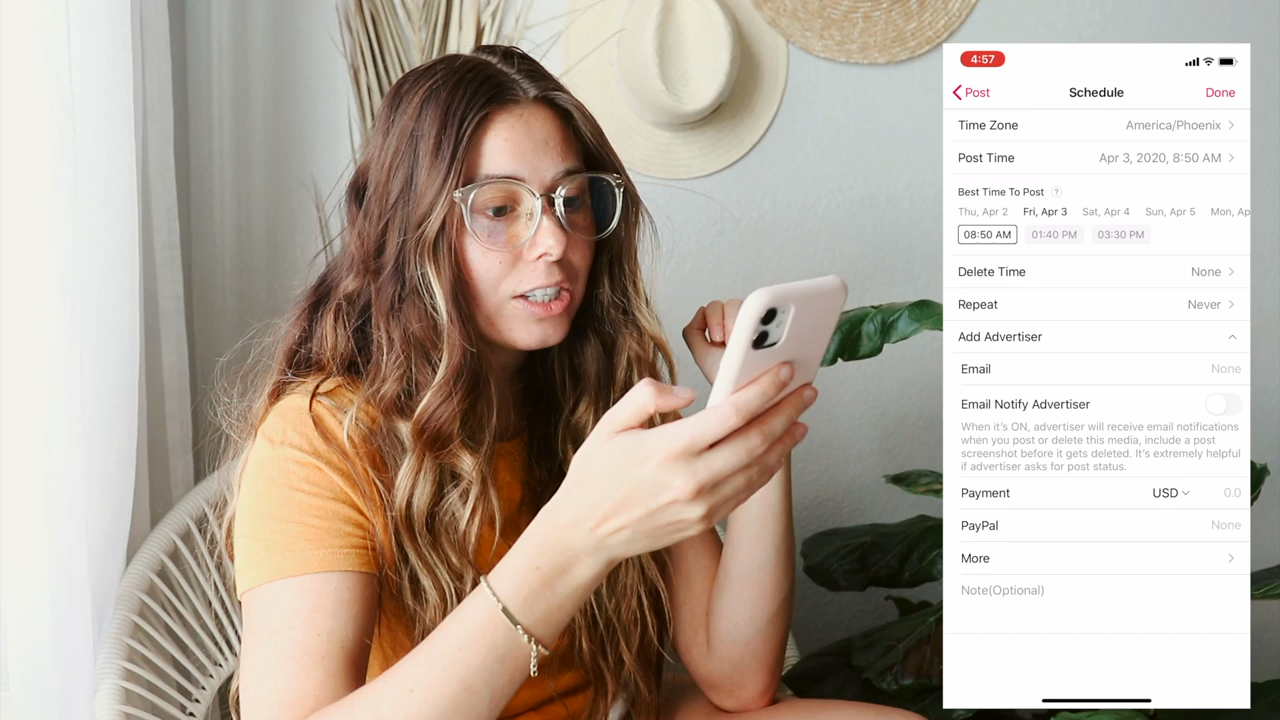 4:57
Post Schedule Done
Time Zone America/Phoenix
Post Time Apr 3, 2020, 8:50 AM
Best Time To Post ?
Thu, Apr 2 Fri, Apr 3 Sat, Apr 4 Sun, Apr 5 Mon, Ap
08:50 AM 01:40 PM 03:30 PM
Delete Time None
Repeat Never
Add Advertiser
Email None
Email Notify Advertiser
When it's ON, advertiser will receive email notifications
when you post or delete this media, include a post
screenshot before it gets deleted. It's extremely helpful
if advertiser asks for post status.
Payment USD 0.0
PayPal None
More
Note(Optional)